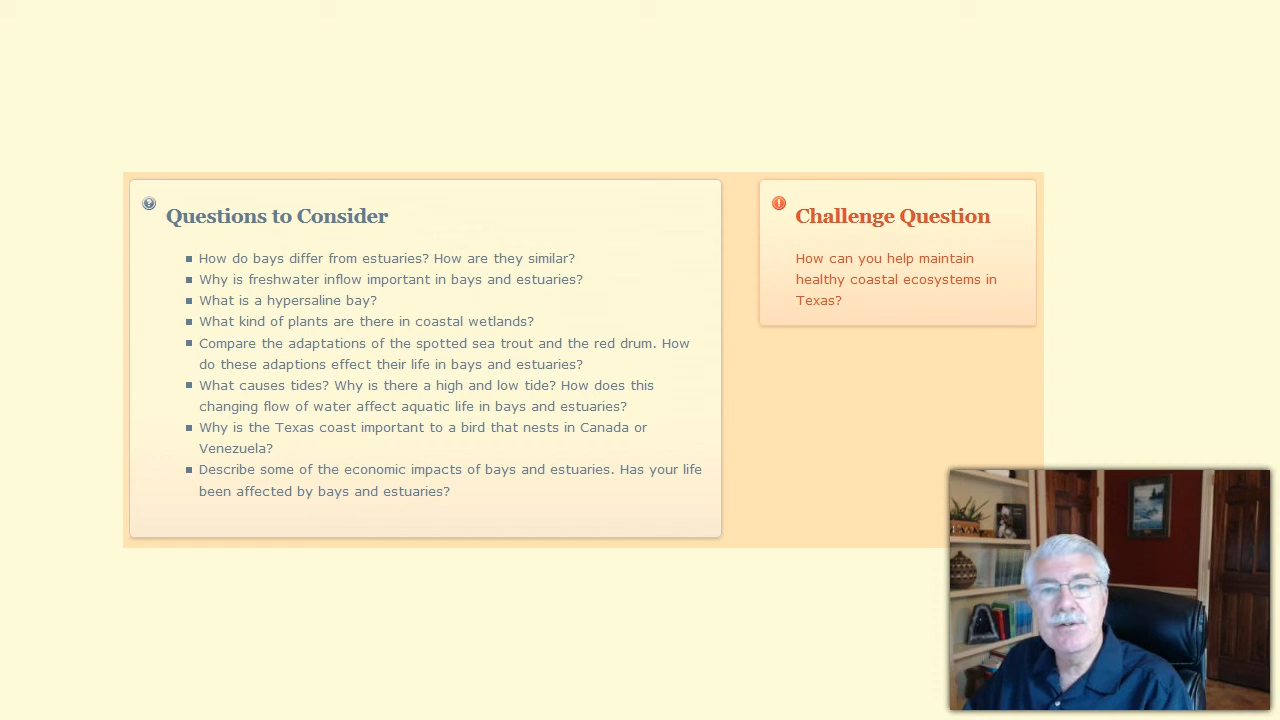 Questions to Consider
How do bays differ from estuaries? How are they similar?
Why is freshwater inflow important in bays and estuaries?
What is a hypersaline bay?
What kind of plants are there in coastal wetlands?
Compare the adaptations of the spotted sea trout and the red drum. How
do these adaptions effect their life in bays and estuaries?
What causes tides? Why is there a high and low tide? How does this
changing flow of water affect aquatic life in bays and estuaries?
Why is the Texas coast important to a bird that nests in Canada or
Venezuela?
Describe some of the economic impacts of bays and estuaries. Has your life
been affected by bays and estuaries?
Challenge Question
How can you help maintain
healthy coastal ecosystems in
Texas?